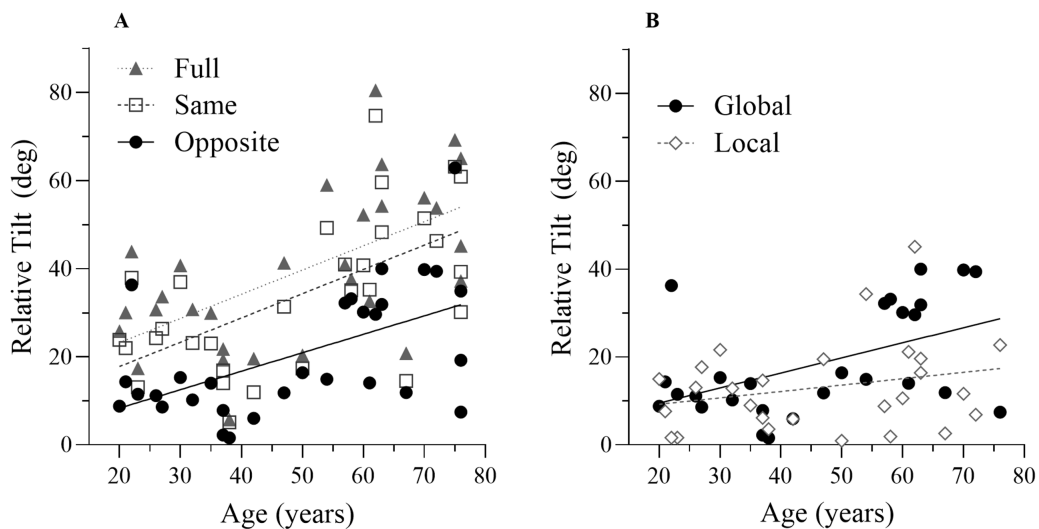 A
Full
Same
Opposite
Relative Tilt (deg)
80
60
40
20
0
20 30 40 50 60 70 80
Age (years)
B
Global
Local
Relative Tilt (deg)
80
60
40
20
0
20 30 40 50 60 70 80
Age (years)